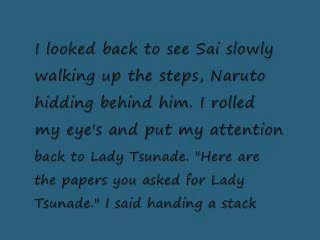 I looked back to see Sai slowly
walking up the steps, Naruto
hidding behind him. I rolled
my eye's and put my attention
back to Lady Tsunade. "Here are
the papers you asked for Lady
Tsunade." I said handing a stack